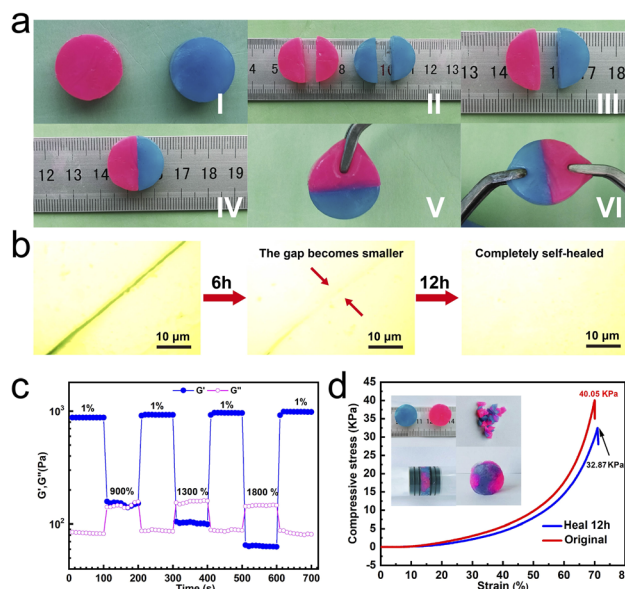 a
I
4 5 6 7 8 9 10 11 12 13
II
13 14 15 16 17 18
III
12 13 14 15 16 17 18 19
IV
V
VI
b
6h
The gap becomes smaller
12h
Completely self-healed
10 μm
10 μm
10 μm
c
G' G''
1% 1% 1% 1%
900% 1300 % 1800 %
10³
10²
G',G''(Pa)
0 100 200 300 400 500 600 700
Time (s)
d
40.05 KPa
32.87KPa
Heal 12h
Original
45
40
35
30
25
20
15
10
5
0
-5
Compressive stress (KPa)
0 10 20 30 40 50 60 70 80
Strain (%)